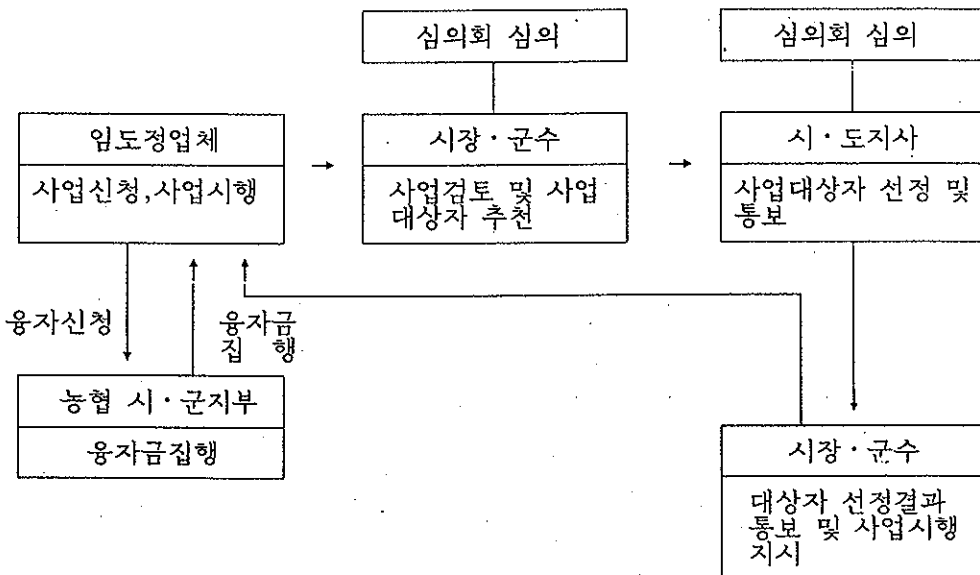 심의회 심의
심의회 심의
임도정업체
사업신청,사업시행
→
시장·군수
사업검토 및 사업
대상자 추천
→
시·도지사
사업대상자 선정 및
통보
융자신청
융자금
집 행
농협 시·군지부
융자금집행
시장·군수
대상자 선정결과
통보 및 사업시행
지시